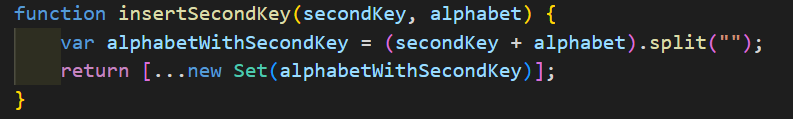 function insertSecondKey(secondKey, alphabet) {
    var alphabetWithSecondKey = (secondKey + alphabet).split("");
    return [...new Set(alphabetWithSecondKey)];
}